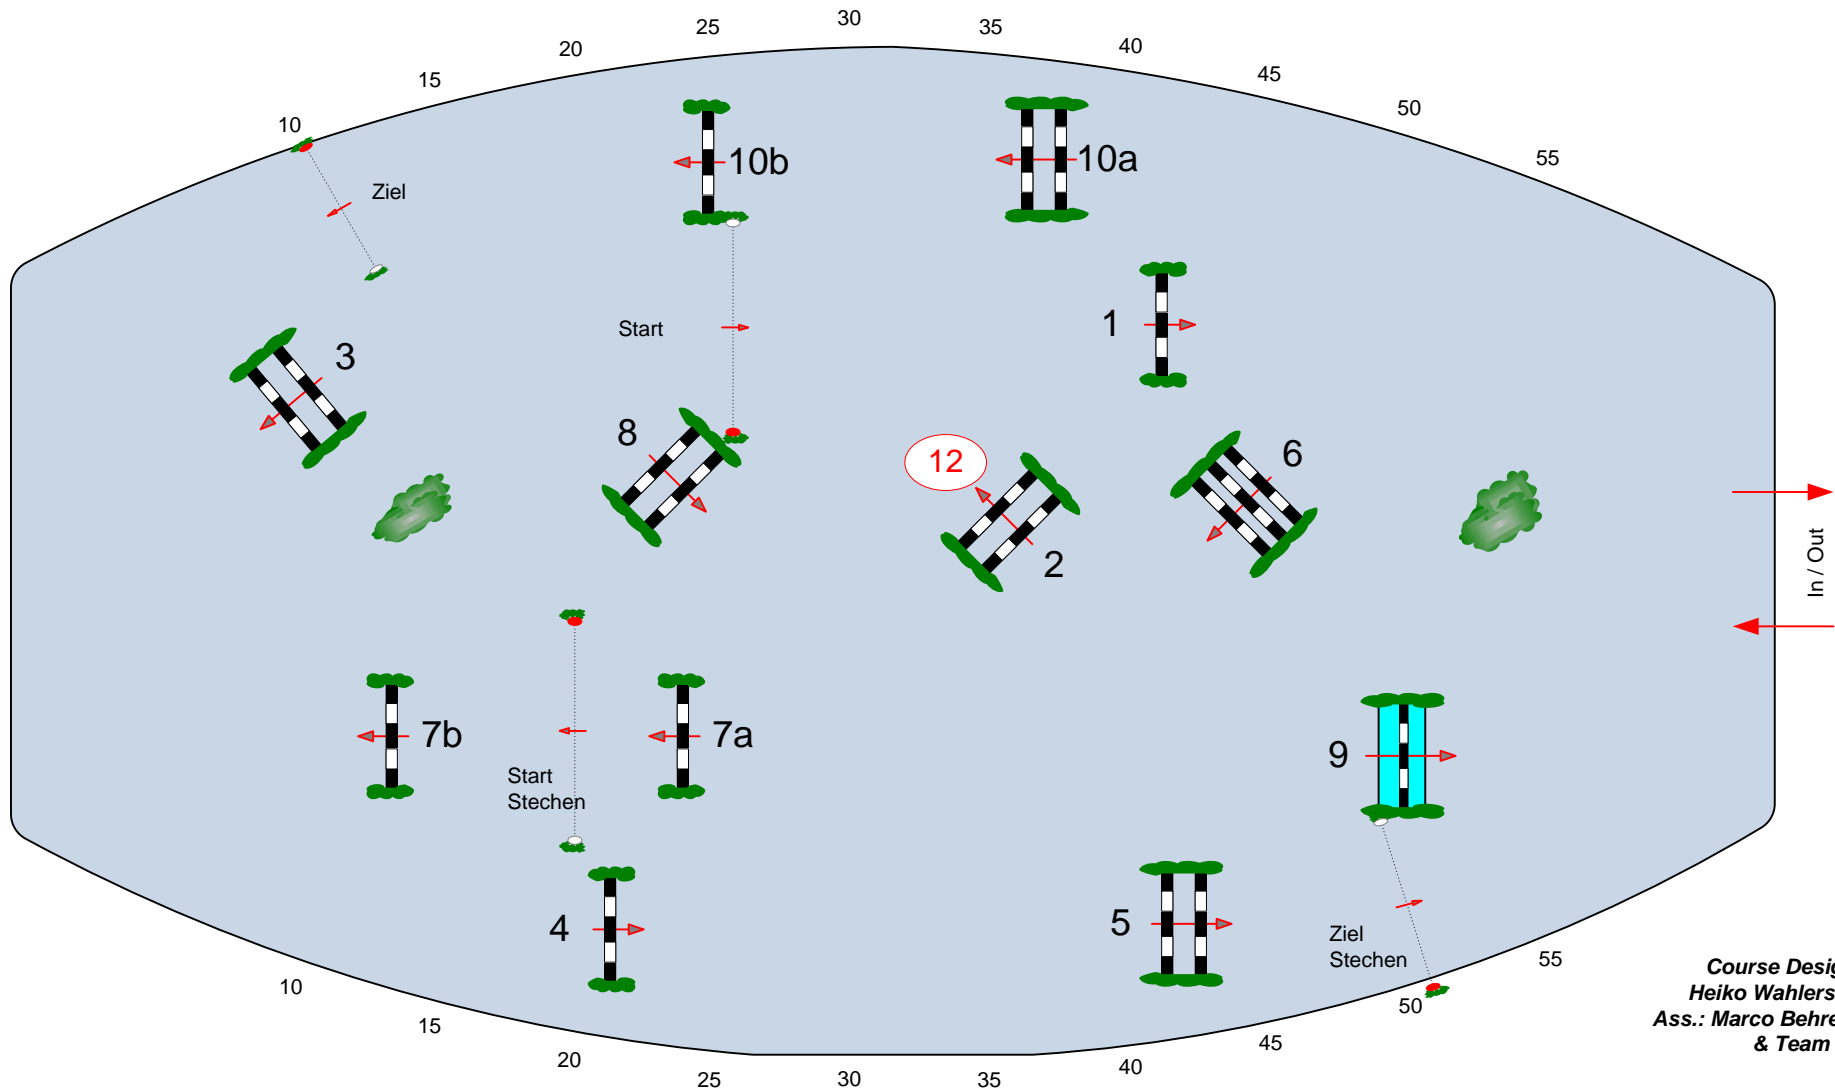 30
25
35
20
40
15
45
10
50
55
10b
10a
Ziel
1
Start
3
8
12
6
2
In / Out
7b
7a
9
Start
Stechen
4
5
Ziel
Stechen
55
10
50
15
45
20
40
25
30
35
Course Desig
Heiko Wahlers
Ass.: Marco Behre
& Team